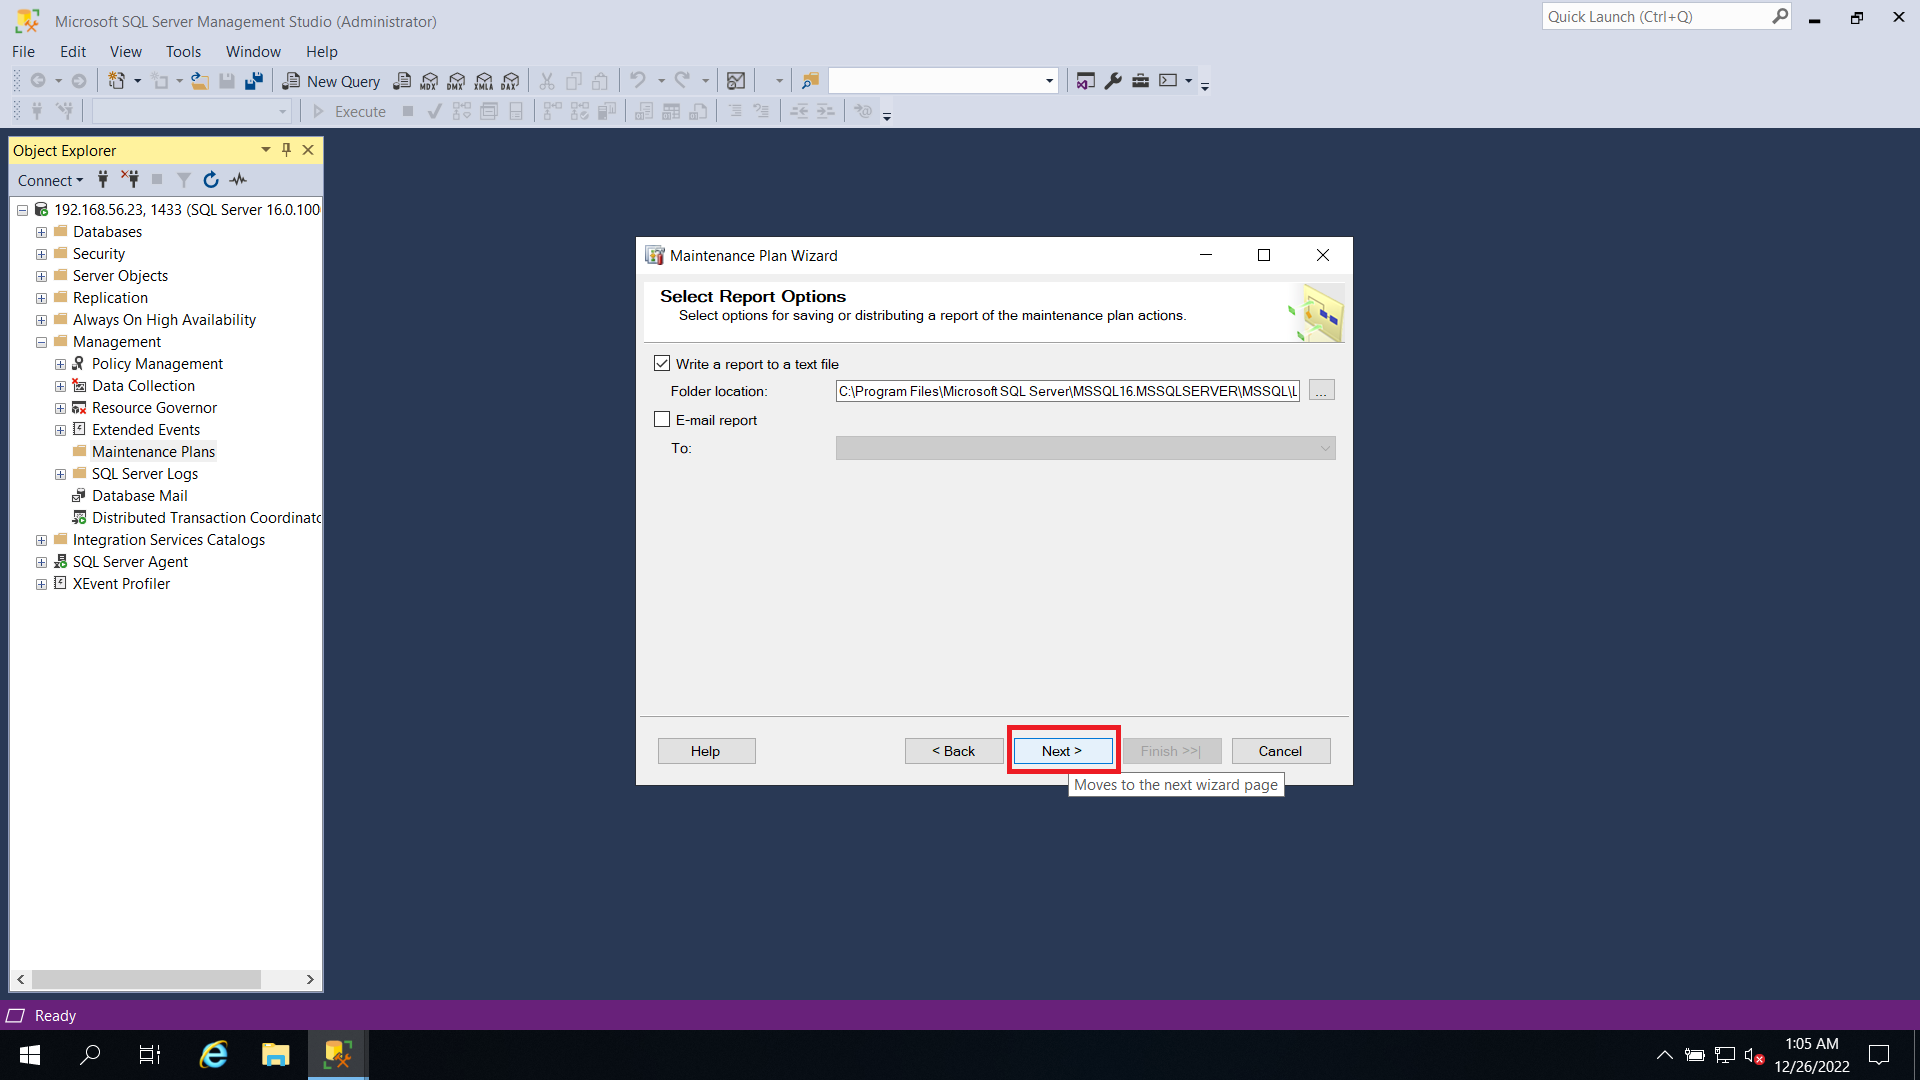 Microsoft SQL Server Management Studio (Administrator)
Quick Launch (Ctrl+Q)
File Edit View Tools Window Help
New Query MDX DMX XMLA DAX
Execute
Object Explorer
Connect
192.168.56.23, 1433 (SQL Server 16.0.100
Databases
Security
Server Objects
Replication
Always On High Availability
Management
Policy Management
Data Collection
Resource Governor
Extended Events
Maintenance Plans
SQL Server Logs
Database Mail
Distributed Transaction Coordinato
Integration Services Catalogs
SQL Server Agent
XEvent Profiler
Maintenance Plan Wizard
Select Report Options
Select options for saving or distributing a report of the maintenance plan actions.
Write a report to a text file
Folder location: C:\Program Files\Microsoft SQL Server\MSSQL16.MSSQLSERVER\MSSQL\L ...
E-mail report
To:
Help < Back Next > Finish >>| Cancel
Moves to the next wizard page
Ready
1:05 AM
12/26/2022